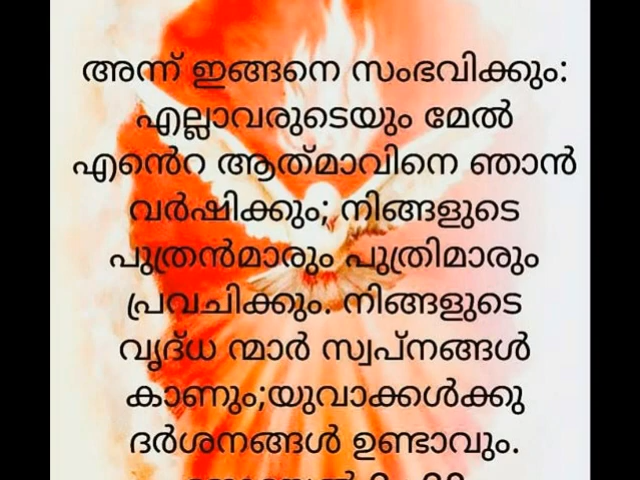 അന്ന് ഇങ്ങനെ സംഭവിക്കും:
എല്ലാവരുടെയും മേൽ
എൻെറ ആത്‌മാവിനെ ഞാൻ
വർഷിക്കും; നിങ്ങളുടെ
പുത്രൻമാരും പുത്രിമാരും
പ്രവചിക്കും. നിങ്ങളുടെ
വൃദ്‌ധ ന്മാർ സ്വപ്നങ്ങൾ
കാണും;യുവാക്കൾക്കു
ദർശനങ്ങൾ ഉണ്ടാവും.